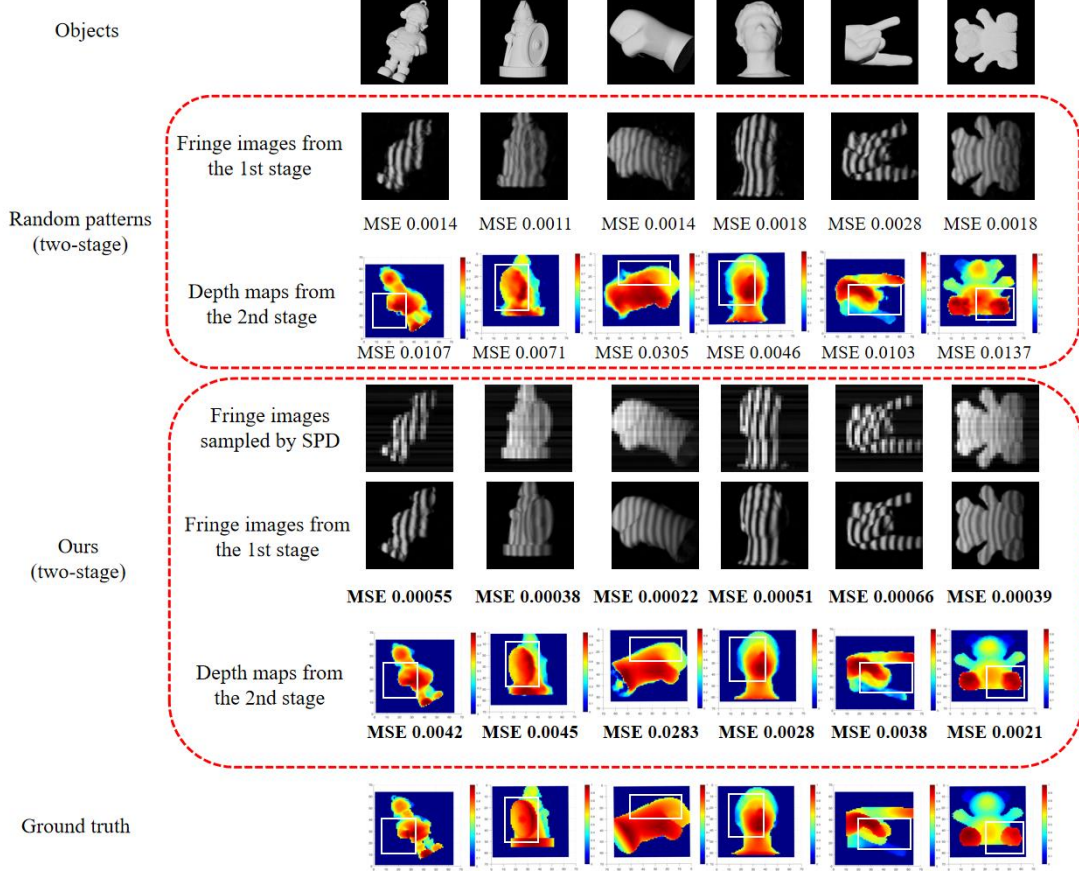 Objects
Fringe images from
the 1st stage
MSE 0.0014 MSE 0.0011 MSE 0.0014 MSE 0.0018 MSE 0.0028 MSE 0.0018
Random patterns
(two-stage)
Depth maps from
the 2nd stage
MSE 0.0107 MSE 0.0071 MSE 0.0305 MSE 0.0046 MSE 0.0103 MSE 0.0137
Fringe images
sampled by SPD
Fringe images from
the 1st stage
Ours
(two-stage)
MSE 0.00055 MSE 0.00038 MSE 0.00022 MSE 0.00051 MSE 0.00066 MSE 0.00039
Depth maps from
the 2nd stage
MSE 0.0042 MSE 0.0045 MSE 0.0283 MSE 0.0028 MSE 0.0038 MSE 0.0021
Ground truth